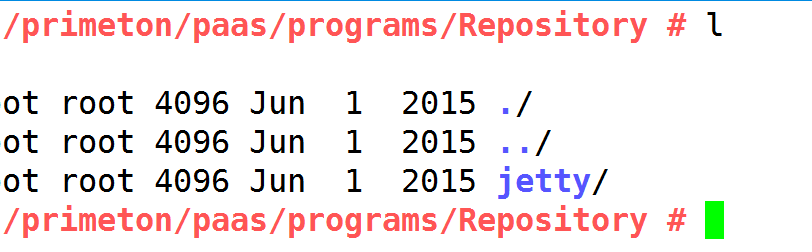 /primeton/paas/programs/Repository # l
ot root 4096 Jun  1  2015 ./
ot root 4096 Jun  1  2015 ../
ot root 4096 Jun  1  2015 jetty/
/primeton/paas/programs/Repository #